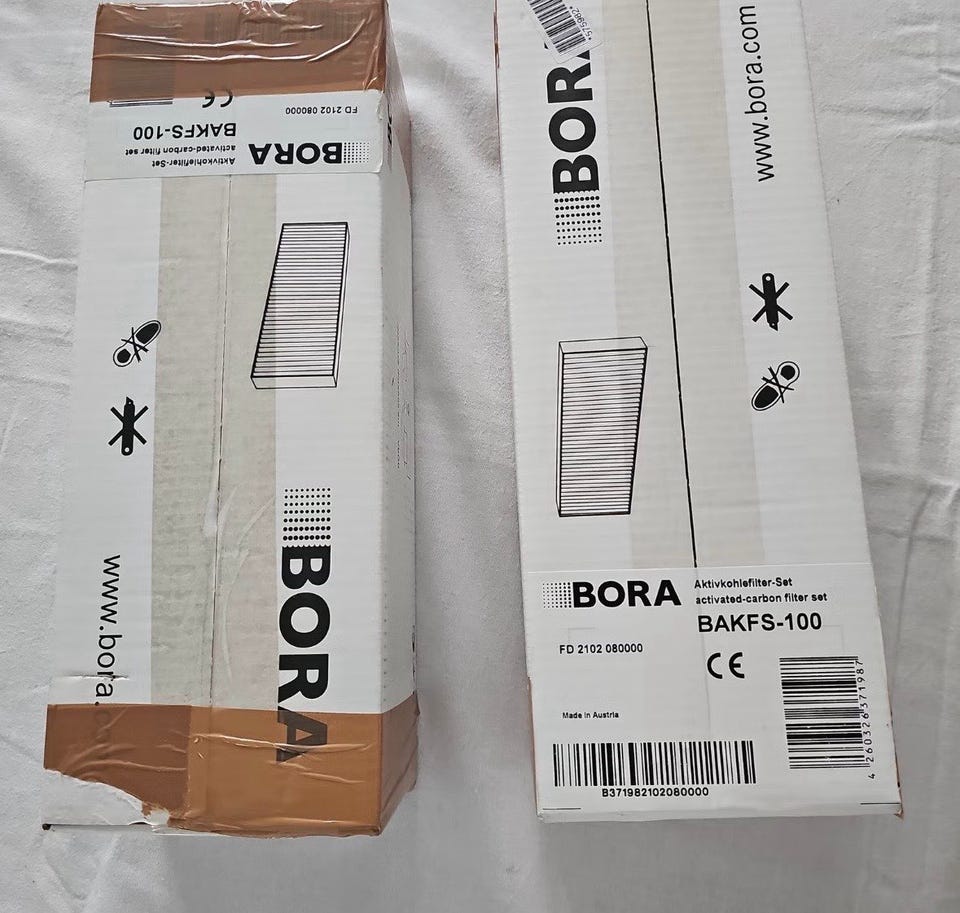 CE
FD 2102 080000
BAKFS-100
activated-carbon filter set
Aktivkohlefilter-Set
BORA
BORA
www.bora.
*575982*
BORA
www.bora.com
BORA
Aktivkohlefilter-Set
activated-carbon filter set
BAKFS-100
FD 2102 080000
CE
Made in Austria
B371982102080000
4 260326371987